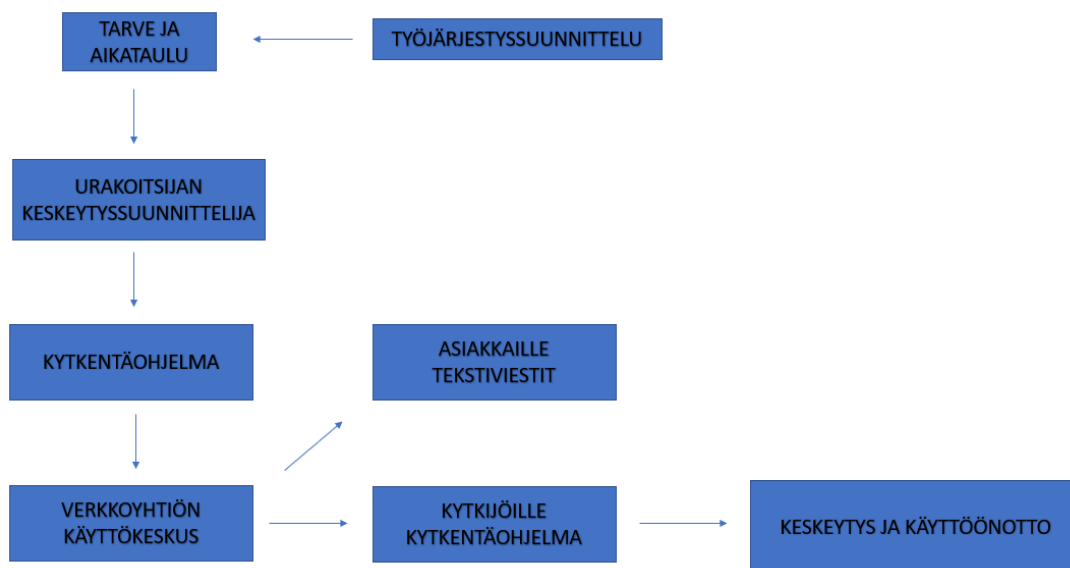 TARVE JA
AIKATAULU
TYÖJÄRJESTYSSUUNNITTELU
URAKOITSIJAN
KESKEYTYSSUUNNITTELIJA
KYTKENTÄOHJELMA
ASIAKKAILLE
TEKSTIVIESTIT
VERKKOYHTIÖN
KÄYTTÖKESKUS
KYTKIJÖILLE
KYTKENTÄOHJELMA
KESKEYTYS JA KÄYTTÖÖNOTTO